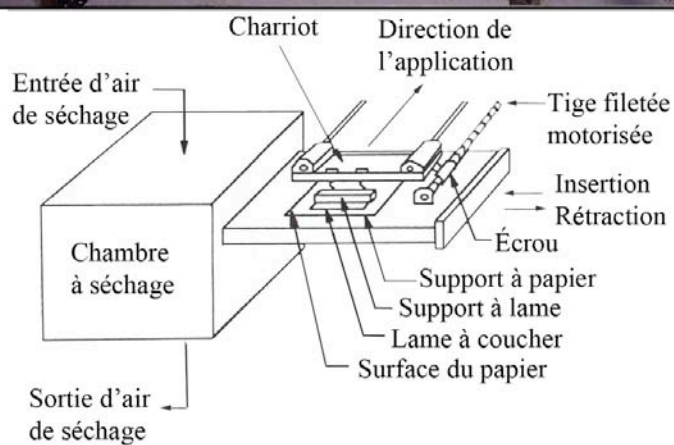 Charriot
Direction de
l'application
Entrée d'air
de séchage
Tige filetée
motorisée
Insertion
Rétraction
Écrou
Chambre
à séchage
Support à papier
Support à lame
Lame à coucher
Surface du papier
Sortie d'air
de séchage